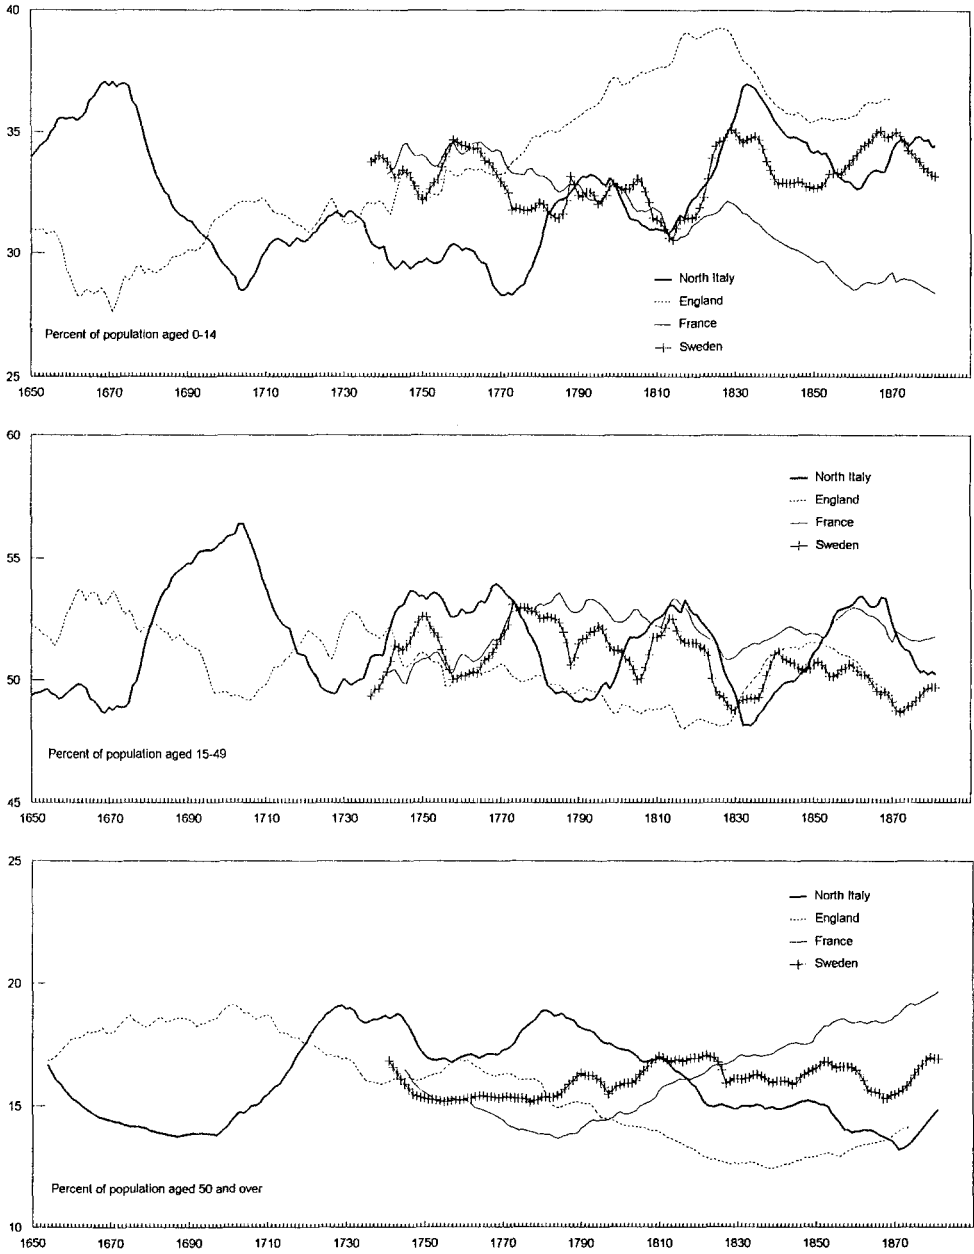 40
35
30
25
North Italy
England
France
Sweden
Percent of population aged 0-14
1650 1670 1690 1710 1730 1750 1770 1790 1810 1830 1850 1870
60
55
50
45
North Italy
England
France
Sweden
Percent of population aged 15-49
1650 1670 1690 1710 1730 1750 1770 1790 1810 1830 1850 1870
25
20
15
10
North Italy
England
France
Sweden
Percent of population aged 50 and over
1650 1670 1690 1710 1730 1750 1770 1790 1810 1830 1850 1870